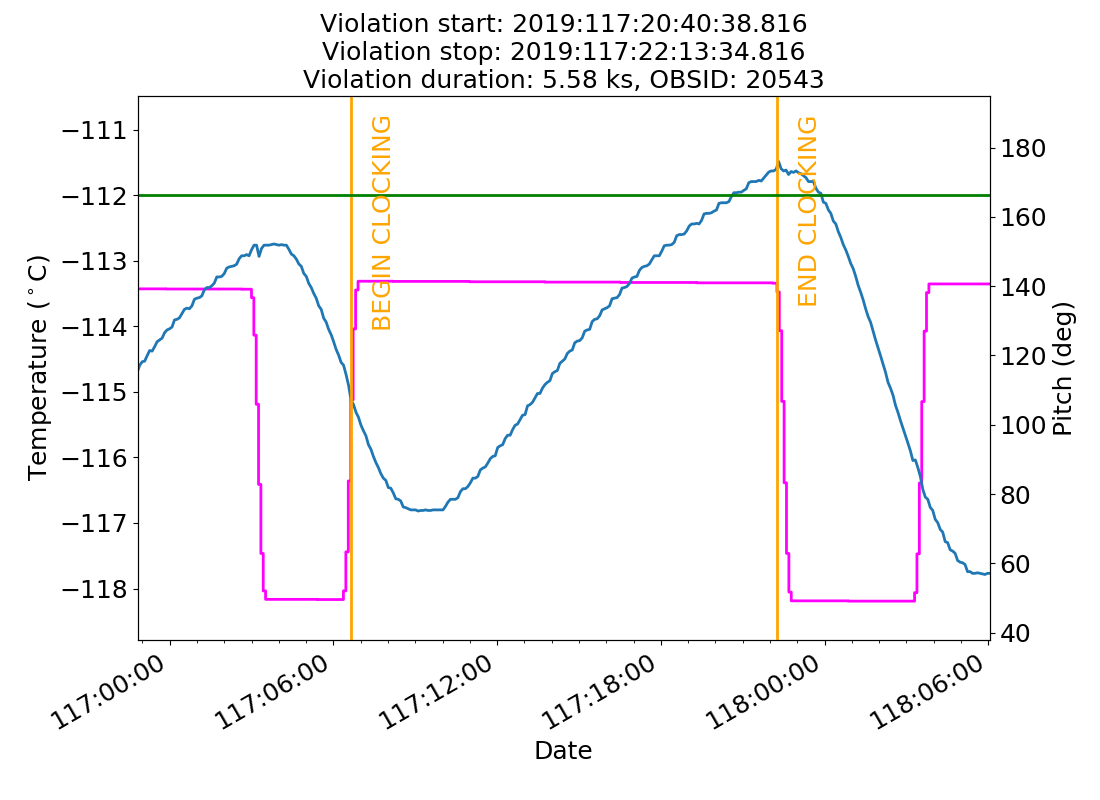 Violation start: 2019:117:20:40:38.816
Violation stop: 2019:117:22:13:34.816
Violation duration: 5.58 ks, OBSID: 20543
−111
−112
−113
−114
−115
−116
−117
−118
Temperature (°C)
BEGIN CLOCKING
END CLOCKING
180
160
140
120
100
80
60
40
Pitch (deg)
117:00:00
117:06:00
117:12:00
117:18:00
118:00:00
118:06:00
Date